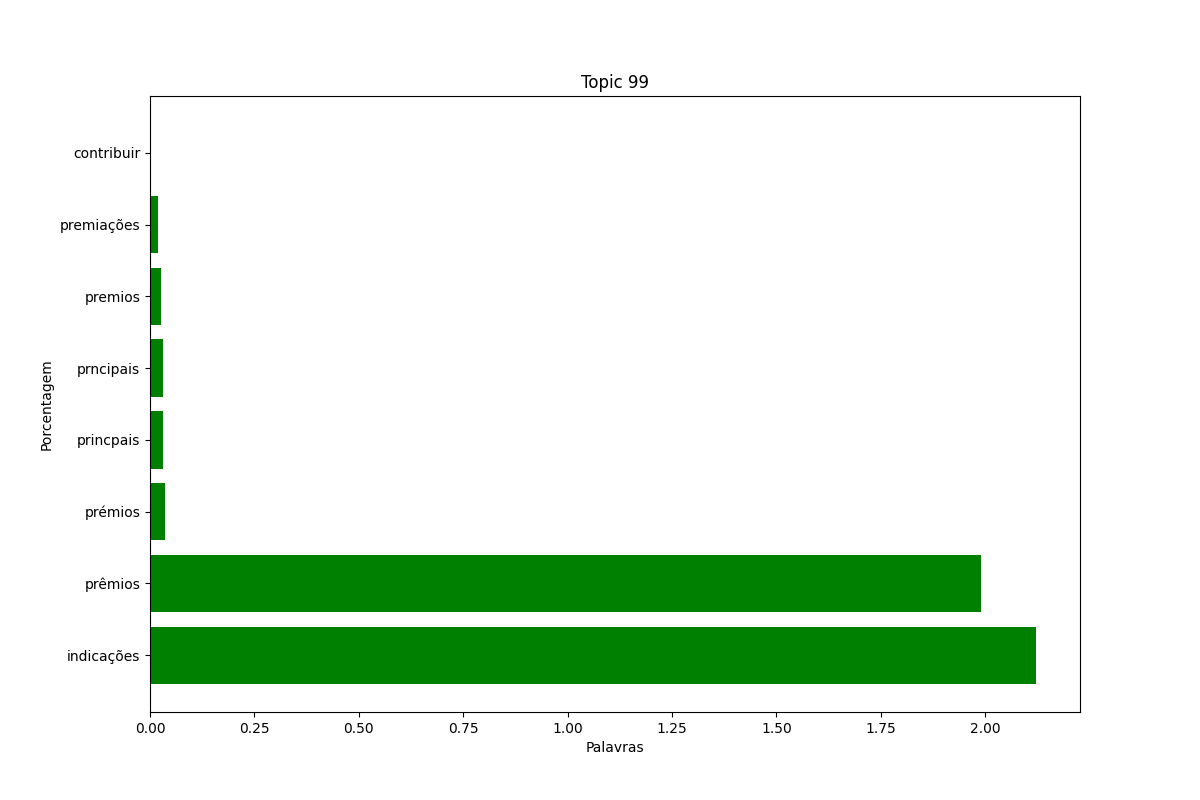 Topic 99
contribuir
premiações
premios
prncipais
princpais
prémios
prêmios
indicações
Porcentagem
0.00 0.25 0.50 0.75 1.00 1.25 1.50 1.75 2.00
Palavras